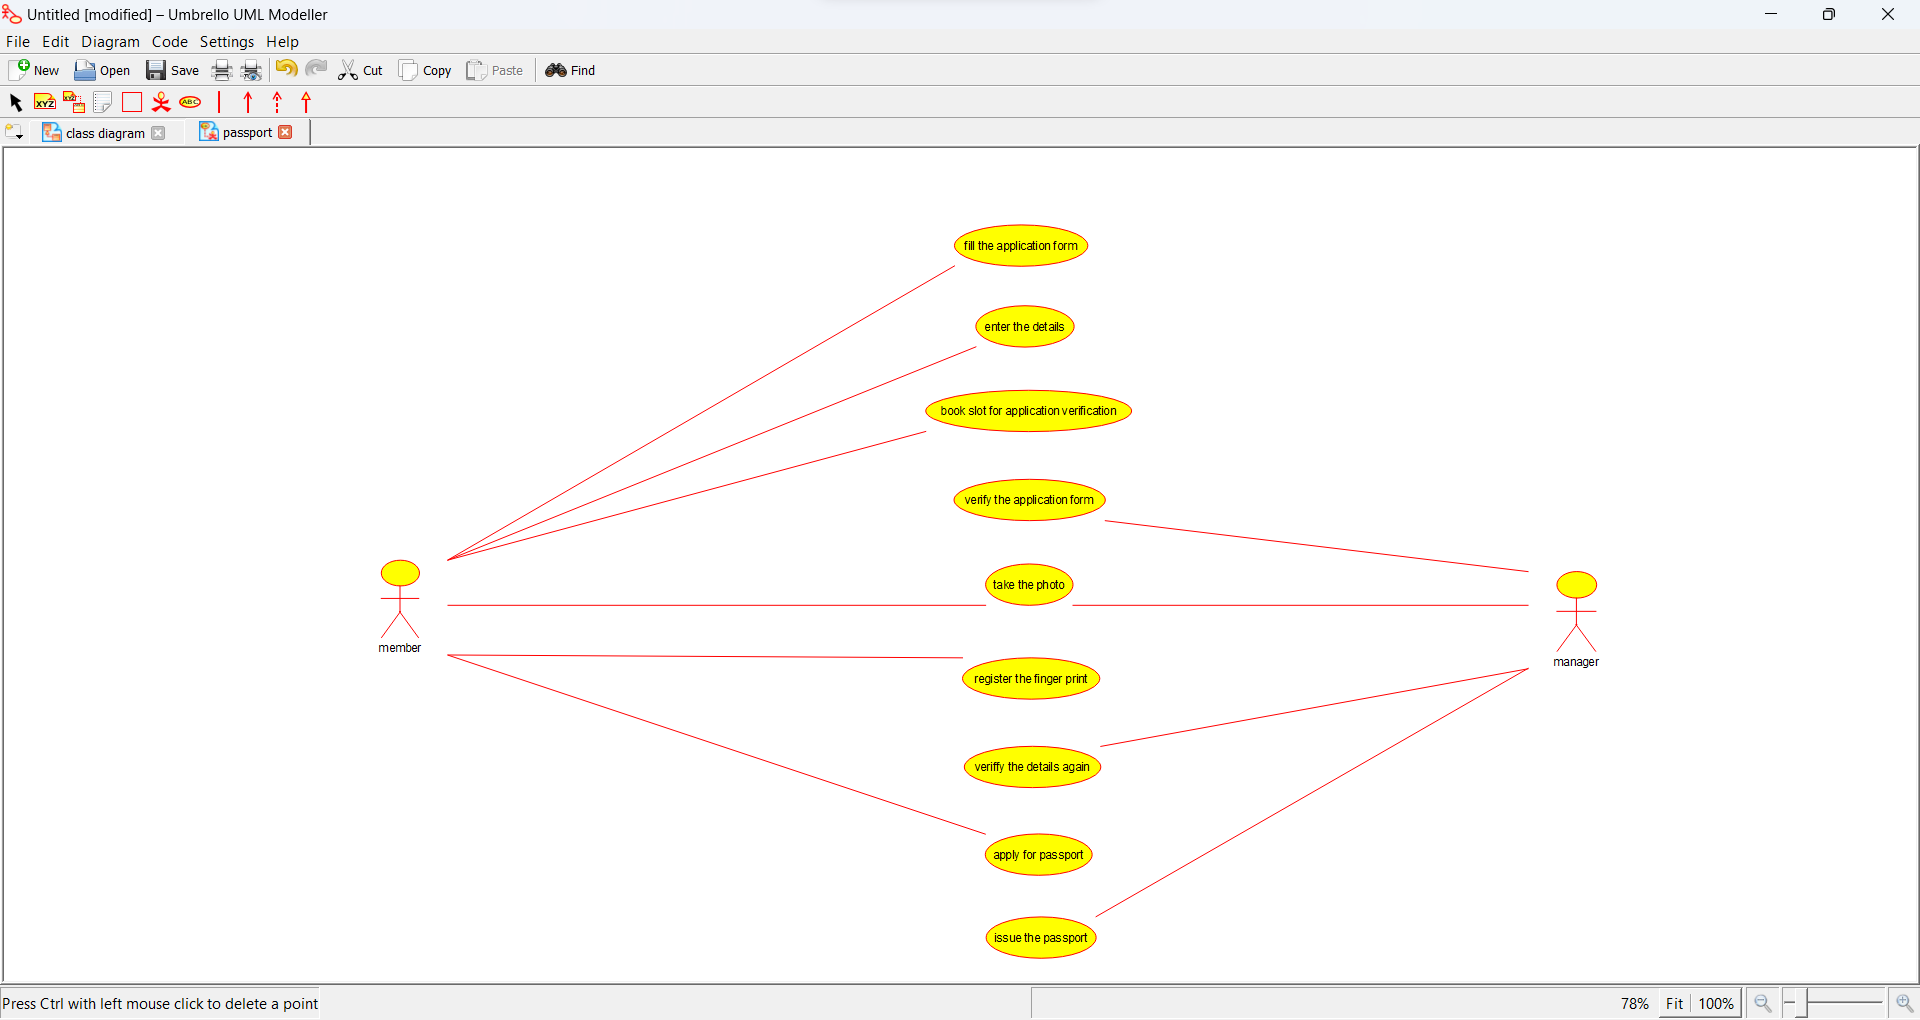 Untitled [modified] – Umbrello UML Modeller
File Edit Diagram Code Settings Help
New Open Save Cut Copy Paste Find
XYZ XYZ ABC
class diagram passport
fill the application form
enter the details
book slot for application verification
verify the application form
take the photo
member
manager
register the finger print
veriffy the details again
apply for passport
issue the passport
Press Ctrl with left mouse click to delete a point 78% Fit 100%